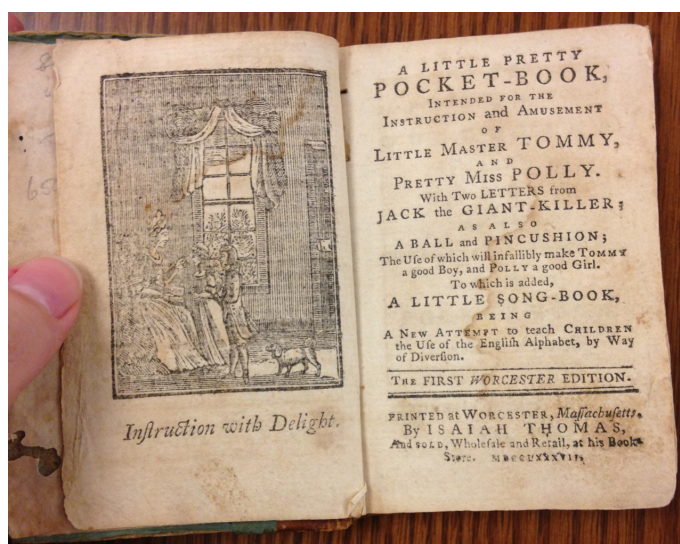 Instruction with Delight.
A LITTLE PRETTY
POCKET-BOOK,
INTENDED FOR THE
INSTRUCTION and AMUSEMENT
OF
LITTLE MASTER TOMMY,
AND
PRETTY MISS POLLY.
With Two LETTERS from
JACK the GIANT-KILLER;
AS ALSO
A BALL and PINCUSHION;
The Uſe of which will infallibly make TOMMY
a good Boy, and POLLY a good Girl.
To which is added,
A LITTLE SONG-BOOK,
BEING
A NEW ATTEMPT to teach CHILDREN
the Uſe of the Engliſh Alphabet, by Way
of Diverſion.
THE FIRST WORCESTER EDITION.
PRINTED at WORCESTER, Maſſachuſetts.
By ISAIAH THOMAS,
And SOLD, Wholeſale and Retail, at his Book-
Store. MDCCLXXXVII.